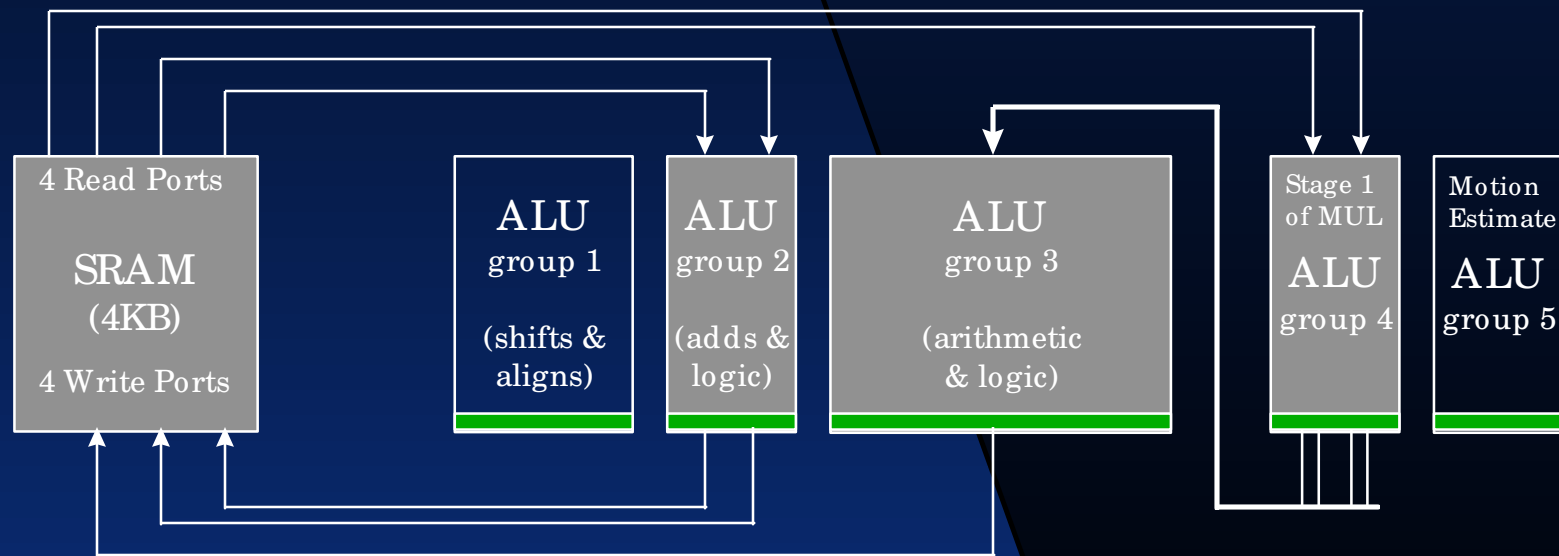 4 Read Ports
SRAM
(4KB)
4 Write Ports
ALU
group 1
(shifts &
aligns)
ALU
group 2
(adds &
logic)
ALU
group 3
(arithmetic
& logic)
Stage 1
of MUL
ALU
group 4
Motion
Estimate
ALU
group 5